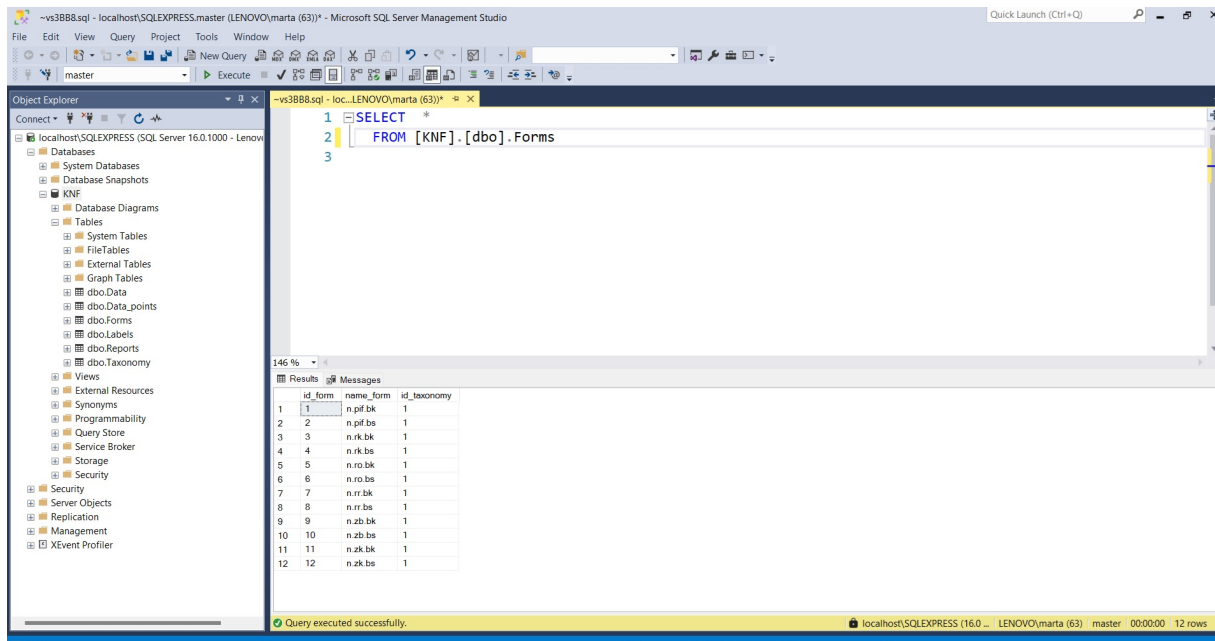 ~vs3BB8.sql - localhost\SQLEXPRESS.master (LENOVO\marta (63))* - Microsoft SQL Server Management Studio
Quick Launch (Ctrl+Q)
File Edit View Query Project Tools Window Help
New Query
master Execute
Object Explorer
~vs3BB8.sql - loc...LENOVO\marta (63))*
Connect
localhost\SQLEXPRESS (SQL Server 16.0.1000 - Lenov
Databases
System Databases
Database Snapshots
KNF
Database Diagrams
Tables
System Tables
FileTables
External Tables
Graph Tables
dbo.Data
dbo.Data_points
dbo.Forms
dbo.Labels
dbo.Reports
dbo.Taxonomy
Views
External Resources
Synonyms
Programmability
Query Store
Service Broker
Storage
Security
Security
Server Objects
Replication
Management
XEvent Profiler
1 SELECT *
2 FROM [KNF].[dbo].Forms
3
146 %
Results Messages
id_form name_form id_taxonomy
1 1 n.pif.bk 1
2 2 n.pif.bs 1
3 3 n.rk.bk 1
4 4 n.rk.bs 1
5 5 n.ro.bk 1
6 6 n.ro.bs 1
7 7 n.rr.bk 1
8 8 n.rr.bs 1
9 9 n.zb.bk 1
10 10 n.zb.bs 1
11 11 n.zk.bk 1
12 12 n.zk.bs 1
Query executed successfully.
localhost\SQLEXPRESS (16.0 ... LENOVO\marta (63) master 00:00:00 12 rows